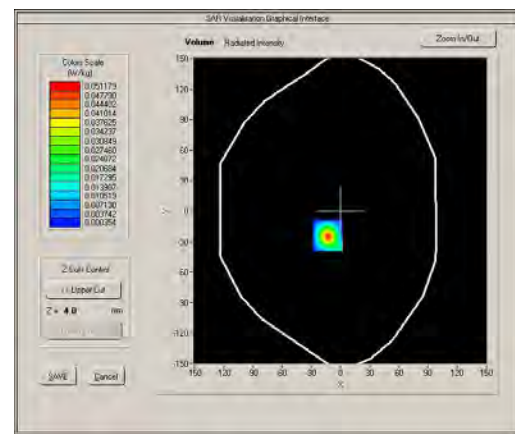 SAR Visualisation Graphical Interface
Volume Radiated Intensity
Zoom In/Out
Colors Scale
(W/kg)
0.051179
0.047790
0.044402
0.041014
0.037625
0.034237
0.030849
0.027460
0.024072
0.020684
0.017295
0.013907
0.010519
0.007130
0.003742
0.000354
150
120
90
60
30
Y
0
-30
-60
-90
-120
-150
-150 -120 -90 -60 -30 0 30 60 90 120 150
X
Z Cuts Control
Upper Cut
Z = 4.0 mm
SAVE Cancel